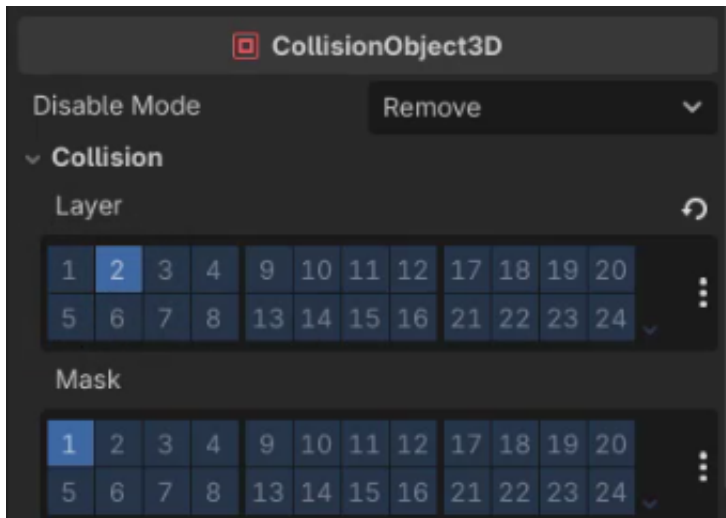 CollisionObject3D
Disable Mode Remove
Collision
Layer
1 2 3 4 9 10 11 12 17 18 19 20
5 6 7 8 13 14 15 16 21 22 23 24
Mask
1 2 3 4 9 10 11 12 17 18 19 20
5 6 7 8 13 14 15 16 21 22 23 24